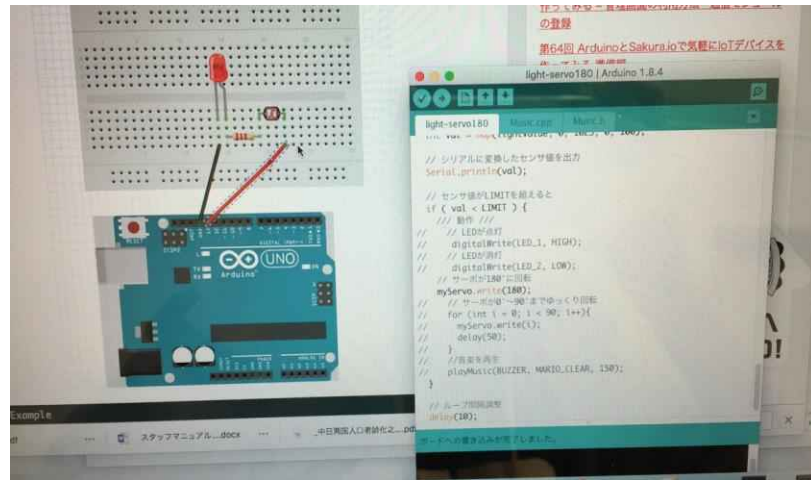 の登録
第64回 ArduinoとSakura.ioで気軽にIoTデバイスを
light-servo180 | Arduino 1.8.4
light-servo180
Music.cpp
Music.h
// シリアルに変換したセンサ値を出力
Serial.println(val);
// センサ値がLIMITを超えると
if ( val < LIMIT ) {
/// 動作 ///
// // LEDが点灯
// digitalWrite(LED_1, HIGH);
// // LEDが消灯
// digitalWrite(LED_2, LOW);
// サーボが180°に回転
myServo.write(180);
// // サーボが0°~90°までゆっくり回転
// for (int i = 0; i < 90; i++){
// myServo.write(i);
// delay(50);
// }
// //音楽を再生
// playMusic(BUZZER, MARIO_CLEAR, 150);
}
// ループ間隔調整
delay(10);
ボードへの書き込みが完了しました。
RESET
ICSP2
L
TX
RX
Arduino™
UNO
ON
ICSP
DIGITAL
POWER
ANALOG IN
Example
スタッフマニュアル....docx